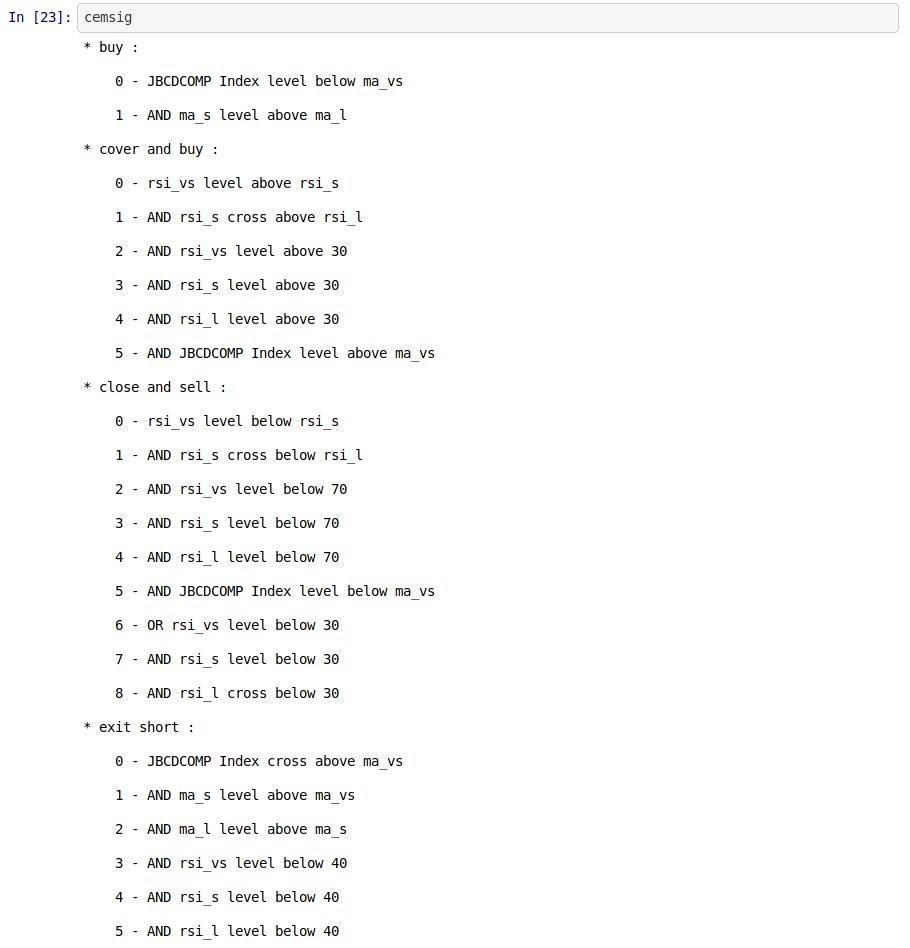 In [23]: cemsig
* buy :
0 - JBCDCOMP Index level below ma_vs
1 - AND ma_s level above ma_l
* cover and buy :
0 - rsi_vs level above rsi_s
1 - AND rsi_s cross above rsi_l
2 - AND rsi_vs level above 30
3 - AND rsi_s level above 30
4 - AND rsi_l level above 30
5 - AND JBCDCOMP Index level above ma_vs
* close and sell :
0 - rsi_vs level below rsi_s
1 - AND rsi_s cross below rsi_l
2 - AND rsi_vs level below 70
3 - AND rsi_s level below 70
4 - AND rsi_l level below 70
5 - AND JBCDCOMP Index level below ma_vs
6 - OR rsi_vs level below 30
7 - AND rsi_s level below 30
8 - AND rsi_l cross below 30
* exit short :
0 - JBCDCOMP Index cross above ma_vs
1 - AND ma_s level above ma_vs
2 - AND ma_l level above ma_s
3 - AND rsi_vs level below 40
4 - AND rsi_s level below 40
5 - AND rsi_l level below 40